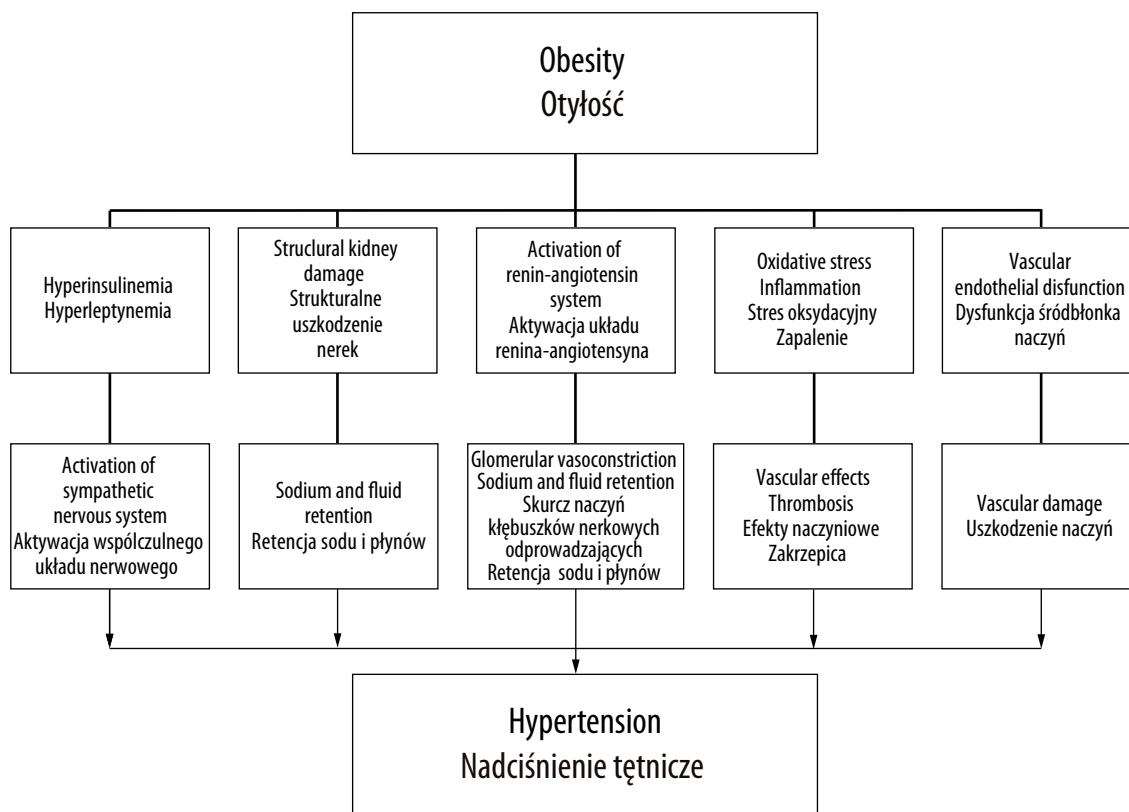 Obesity
Otyłość
Hyperinsulinemia
Hyperleptynemia
Struclural kidney
damage
Strukturalne
uszkodzenie
nerek
Activation of
renin-angiotensin
system
Aktywacja układu
renina-angiotensyna
Oxidative stress
Inflammation
Stres oksydacyjny
Zapalenie
Vascular
endothelial disfunction
Dysfunkcja śródbłonka
naczyń
Activation of
sympathetic
nervous system
Aktywacja wspólczulnego
układu nerwowego
Sodium and fluid
retention
Retencja sodu i płynów
Glomerular vasoconstriction
Sodium and fluid retention
Skurcz naczyń
kłębuszków nerkowych
odprowadzających
Retencja sodu i płynów
Vascular effects
Thrombosis
Efekty naczyniowe
Zakrzepica
Vascular damage
Uszkodzenie naczyń
Hypertension
Nadciśnienie tętnicze